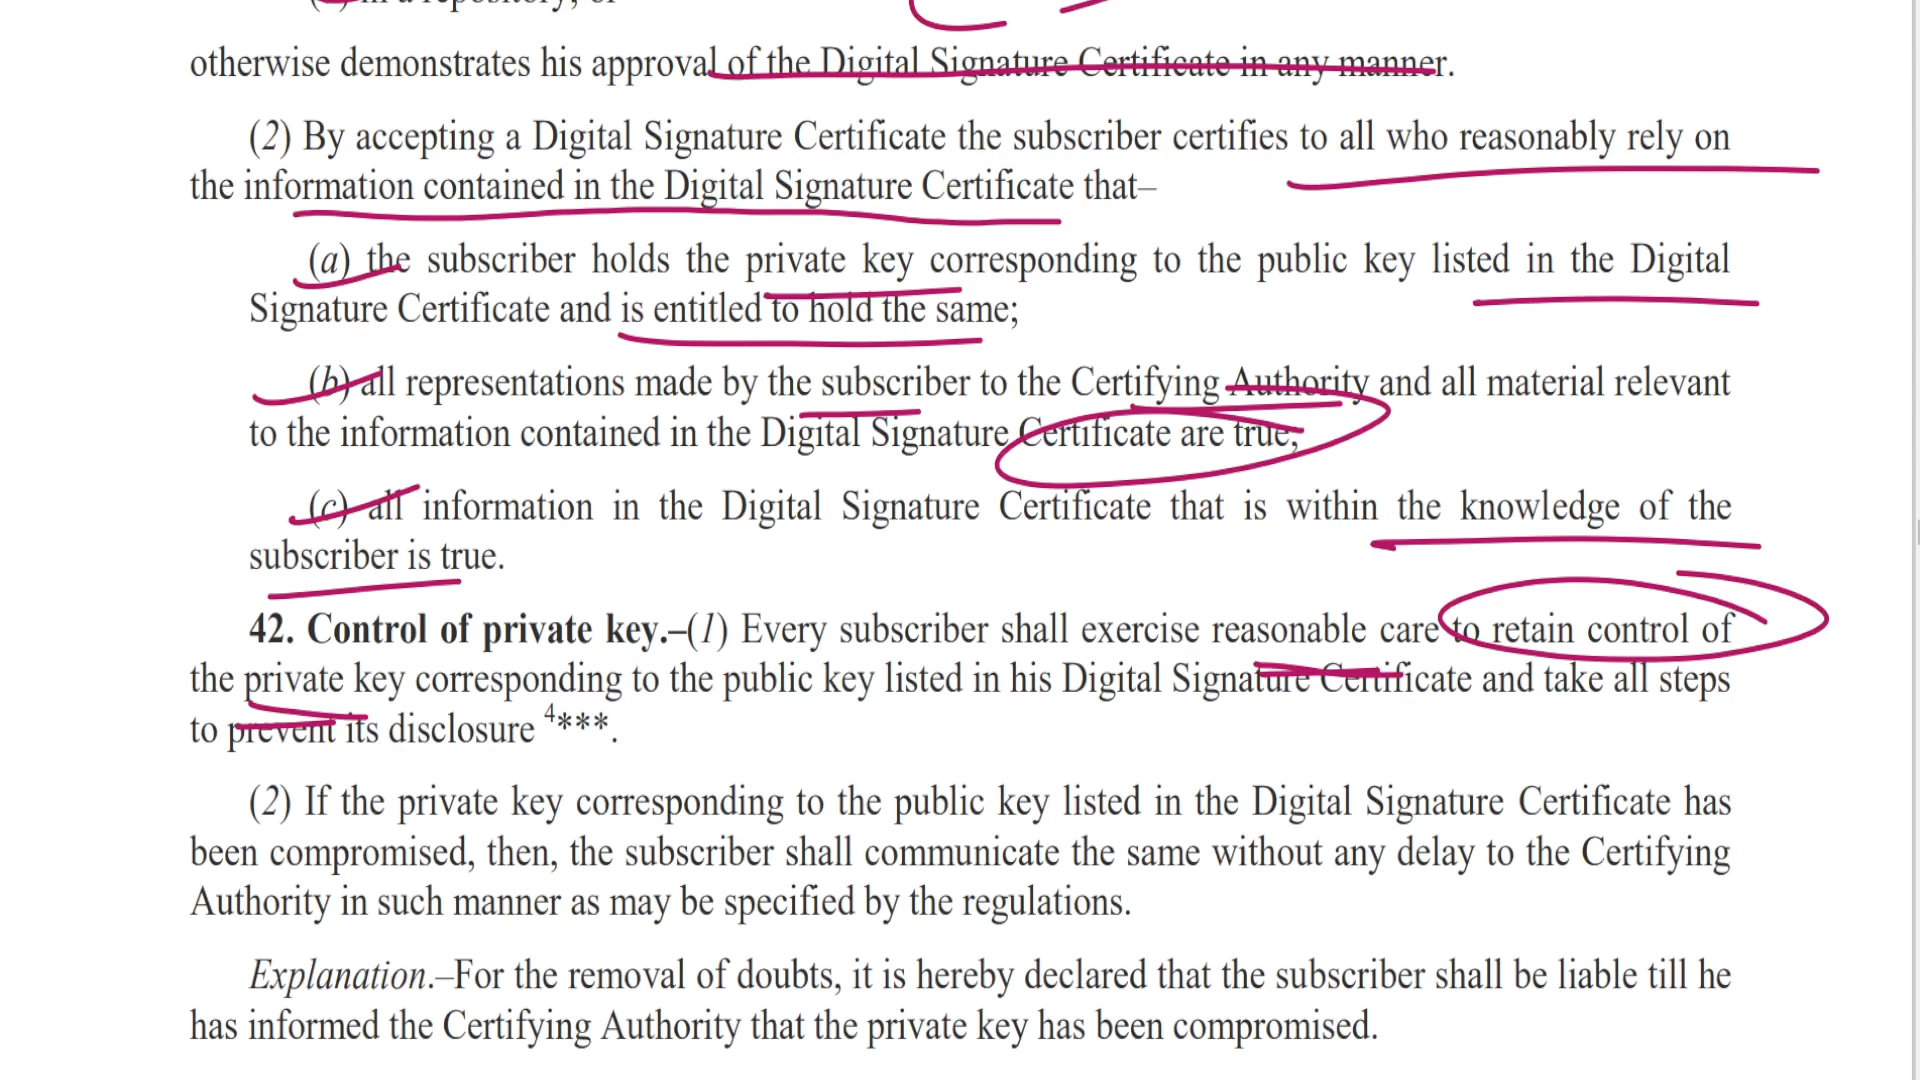 in a repository; or
otherwise demonstrates his approval of the Digital Signature Certificate in any manner.
(2) By accepting a Digital Signature Certificate the subscriber certifies to all who reasonably rely on
the information contained in the Digital Signature Certificate that–
(a) the subscriber holds the private key corresponding to the public key listed in the Digital
Signature Certificate and is entitled to hold the same;
(b) all representations made by the subscriber to the Certifying Authority and all material relevant
to the information contained in the Digital Signature Certificate are true;
(c) all information in the Digital Signature Certificate that is within the knowledge of the
subscriber is true.
42. Control of private key.–(1) Every subscriber shall exercise reasonable care to retain control of
the private key corresponding to the public key listed in his Digital Signature Certificate and take all steps
to prevent its disclosure 4***.
(2) If the private key corresponding to the public key listed in the Digital Signature Certificate has
been compromised, then, the subscriber shall communicate the same without any delay to the Certifying
Authority in such manner as may be specified by the regulations.
Explanation.–For the removal of doubts, it is hereby declared that the subscriber shall be liable till he
has informed the Certifying Authority that the private key has been compromised.